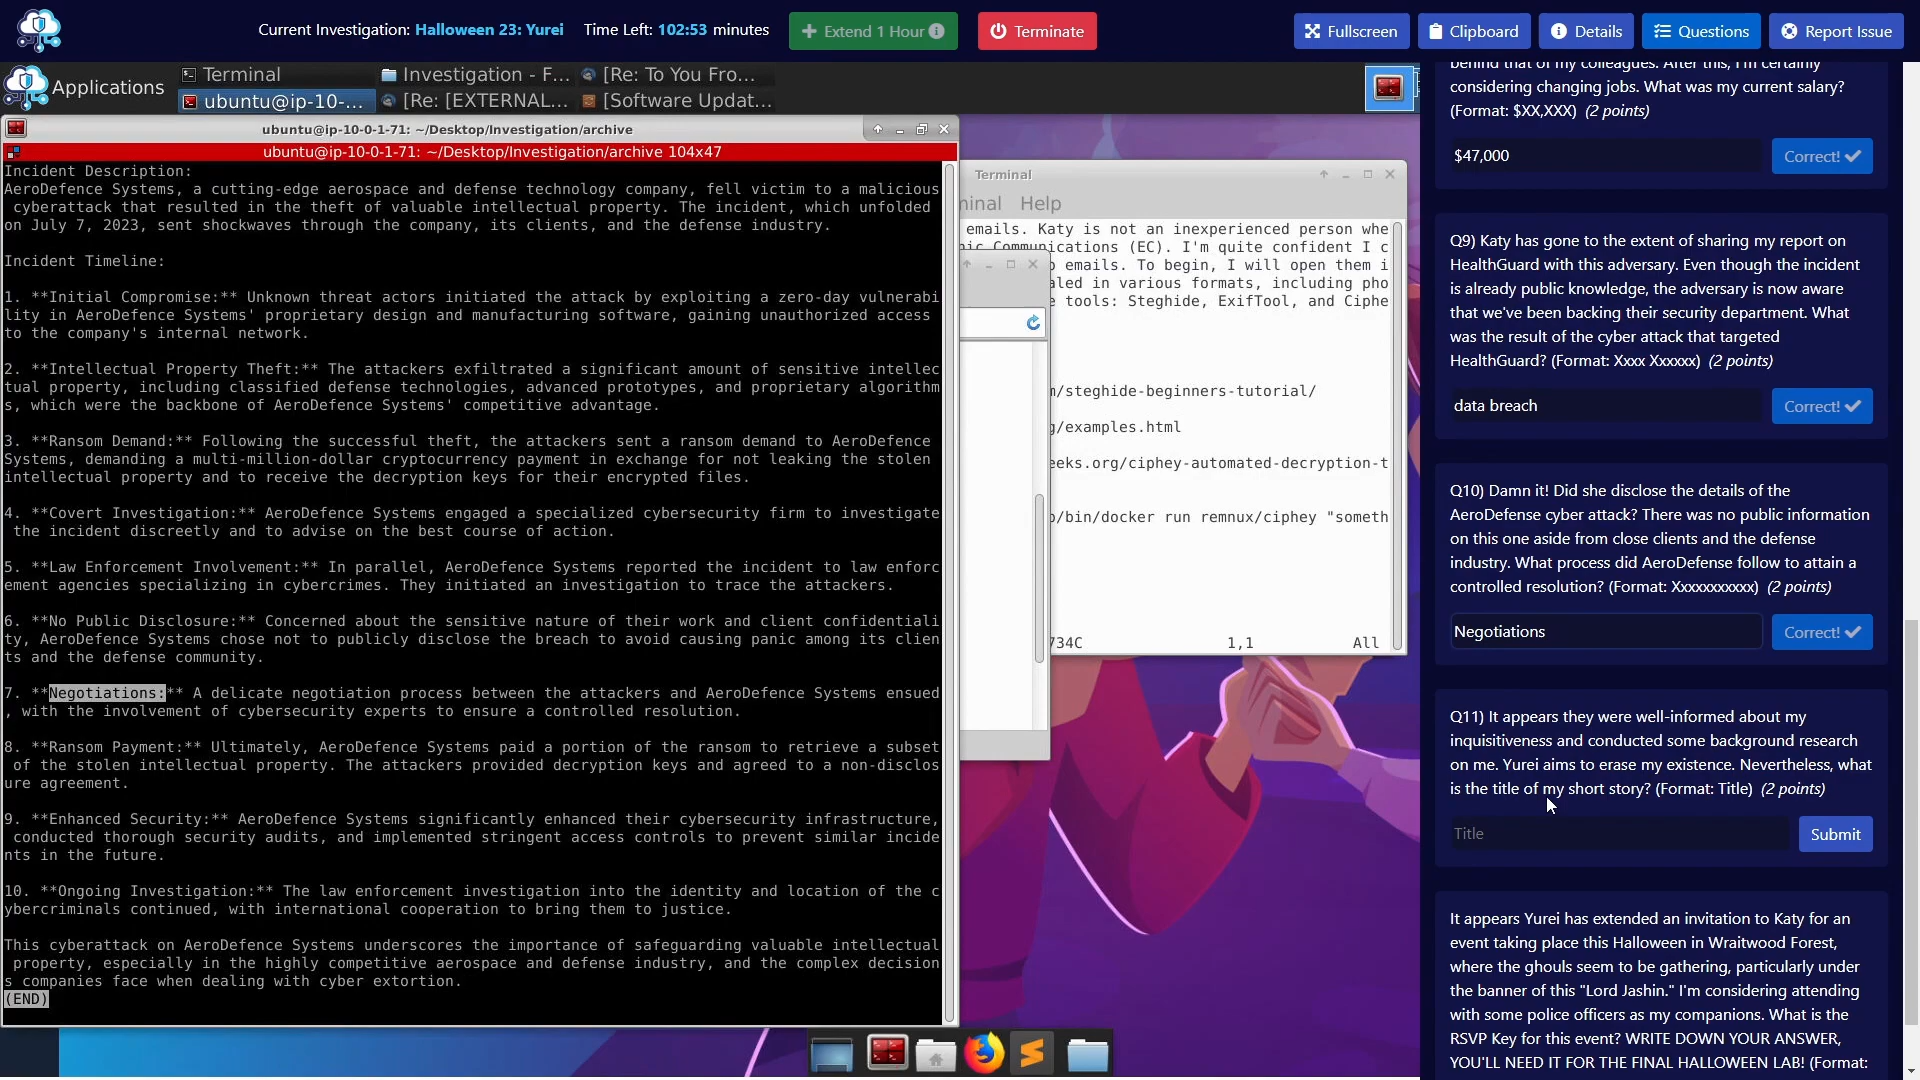 Current Investigation: Halloween 23: Yurei
Time Left: 102:53 minutes
Extend 1 Hour
Terminate
Fullscreen
Clipboard
Details
Questions
Report Issue
Applications
Terminal
Investigation - F...
[Re: To You Fro...
ubuntu@ip-10-...
[Re: [EXTERNAL...
[Software Updat...
ubuntu@ip-10-0-1-71: ~/Desktop/Investigation/archive
ubuntu@ip-10-0-1-71: ~/Desktop/Investigation/archive 104x47
Incident Description:
AeroDefence Systems, a cutting-edge aerospace and defense technology company, fell victim to a malicious
cyberattack that resulted in the theft of valuable intellectual property. The incident, which unfolded
on July 7, 2023, sent shockwaves through the company, its clients, and the defense industry.
Incident Timeline:
1. **Initial Compromise:** Unknown threat actors initiated the attack by exploiting a zero-day vulnerabi
lity in AeroDefence Systems' proprietary design and manufacturing software, gaining unauthorized access
to the company's internal network.
2. **Intellectual Property Theft:** The attackers exfiltrated a significant amount of sensitive intellec
tual property, including classified defense technologies, advanced prototypes, and proprietary algorithm
s, which were the backbone of AeroDefence Systems' competitive advantage.
3. **Ransom Demand:** Following the successful theft, the attackers sent a ransom demand to AeroDefence
Systems, demanding a multi-million-dollar cryptocurrency payment in exchange for not leaking the stolen
intellectual property and to receive the decryption keys for their encrypted files.
4. **Covert Investigation:** AeroDefence Systems engaged a specialized cybersecurity firm to investigate
the incident discreetly and to advise on the best course of action.
5. **Law Enforcement Involvement:** In parallel, AeroDefence Systems reported the incident to law enforc
ement agencies specializing in cybercrimes. They initiated an investigation to trace the attackers.
6. **No Public Disclosure:** Concerned about the sensitive nature of their work and client confidentiali
ty, AeroDefence Systems chose not to publicly disclose the breach to avoid causing panic among its clien
ts and the defense community.
7. **Negotiations:** A delicate negotiation process between the attackers and AeroDefence Systems ensued
, with the involvement of cybersecurity experts to ensure a controlled resolution.
8. **Ransom Payment:** Ultimately, AeroDefence Systems paid a portion of the ransom to retrieve a subset
of the stolen intellectual property. The attackers provided decryption keys and agreed to a non-disclos
ure agreement.
9. **Enhanced Security:** AeroDefence Systems significantly enhanced their cybersecurity infrastructure,
conducted thorough security audits, and implemented stringent access controls to prevent similar incide
nts in the future.
10. **Ongoing Investigation:** The law enforcement investigation into the identity and location of the c
ybercriminals continued, with international cooperation to bring them to justice.
This cyberattack on AeroDefence Systems underscores the importance of safeguarding valuable intellectual
property, especially in the highly competitive aerospace and defense industry, and the complex decision
s companies face when dealing with cyber extortion.
(END)
Terminal
minal Help
emails. Katy is not an inexperienced person whe
nic Communications (EC). I'm quite confident I c
o emails. To begin, I will open them i
aled in various formats, including pho
e tools: Steghide, ExifTool, and Ciphe
m/steghide-beginners-tutorial/
g/examples.html
eeks.org/ciphey-automated-decryption-t
o/bin/docker run remnux/ciphey "someth
734C 1,1 All
behind that of my colleagues. After this, I'm certainly
considering changing jobs. What was my current salary?
(Format: $XX,XXX) (2 points)
$47,000
Correct!
Q9) Katy has gone to the extent of sharing my report on
HealthGuard with this adversary. Even though the incident
is already public knowledge, the adversary is now aware
that we've been backing their security department. What
was the result of the cyber attack that targeted
HealthGuard? (Format: Xxxx Xxxxxx) (2 points)
data breach
Correct!
Q10) Damn it! Did she disclose the details of the
AeroDefense cyber attack? There was no public information
on this one aside from close clients and the defense
industry. What process did AeroDefense follow to attain a
controlled resolution? (Format: Xxxxxxxxxxx) (2 points)
Negotiations
Correct!
Q11) It appears they were well-informed about my
inquisitiveness and conducted some background research
on me. Yurei aims to erase my existence. Nevertheless, what
is the title of my short story? (Format: Title) (2 points)
Title
Submit
It appears Yurei has extended an invitation to Katy for an
event taking place this Halloween in Wraitwood Forest,
where the ghouls seem to be gathering, particularly under
the banner of this "Lord Jashin." I'm considering attending
with some police officers as my companions. What is the
RSVP Key for this event? WRITE DOWN YOUR ANSWER,
YOU'LL NEED IT FOR THE FINAL HALLOWEEN LAB! (Format: